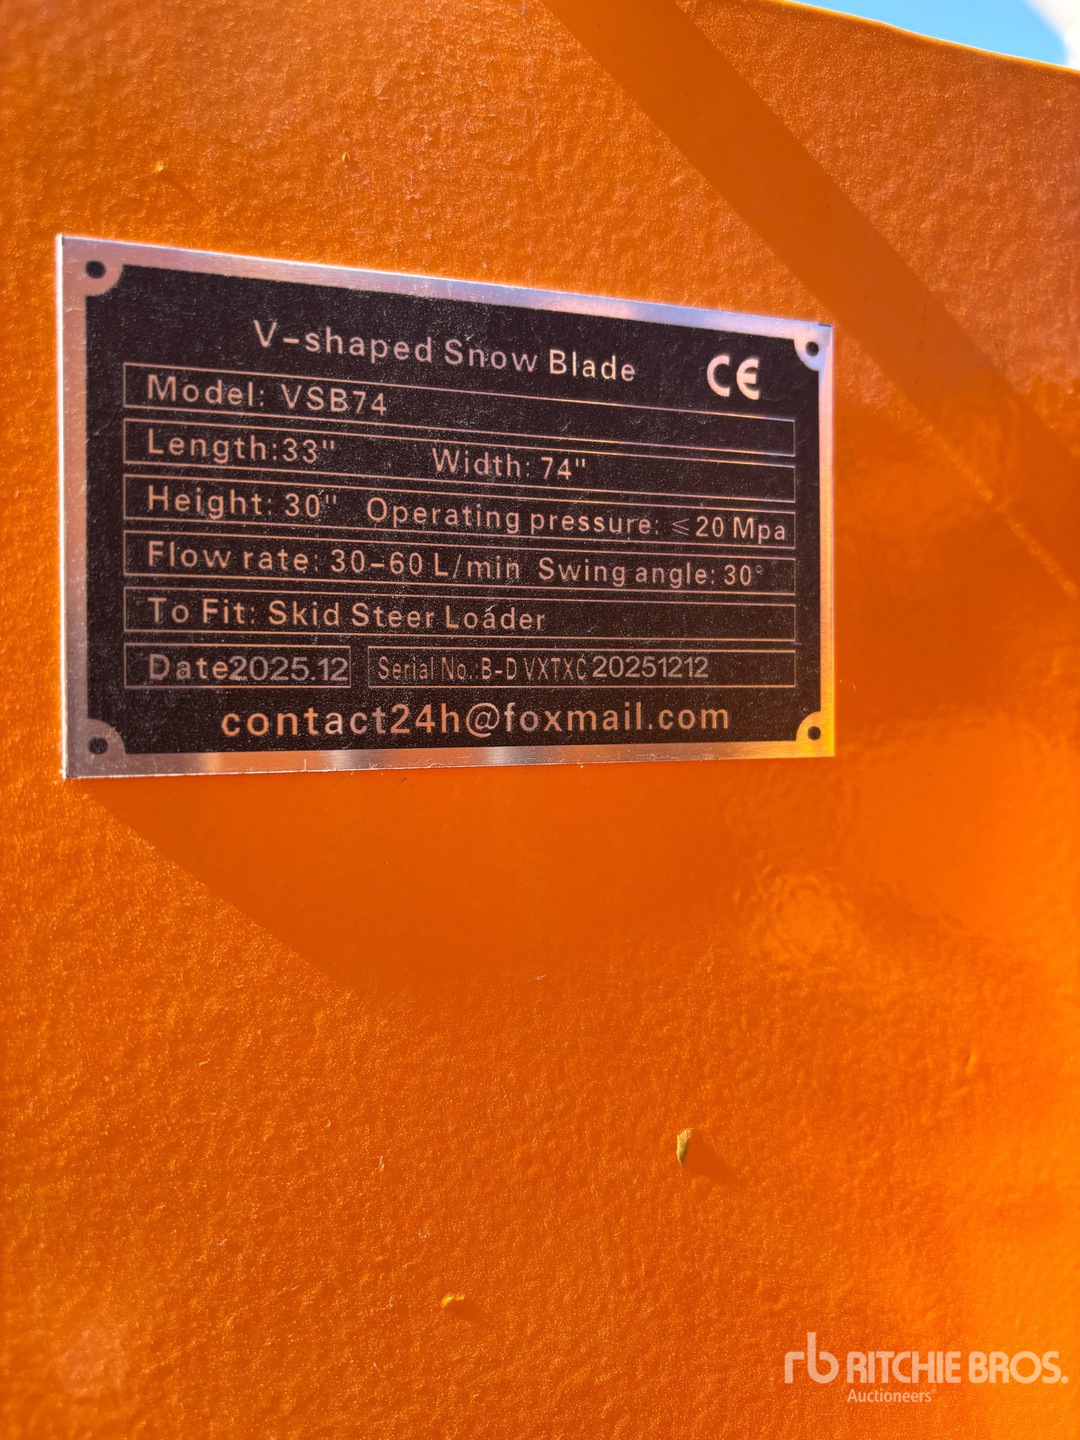 V-shaped Snow Blade
CE
Model: VSB74
Length:33" Width: 74"
Height: 30" Operating pressure: ≤20 Mpa
Flow rate: 30-60 L/min Swing angle: 30°
To Fit: Skid Steer Loader
Date2025.12 Serial No.: B-D VXTXC 20251212
contact24h@foxmail.com
rb RITCHIE BROS.
Auctioneers